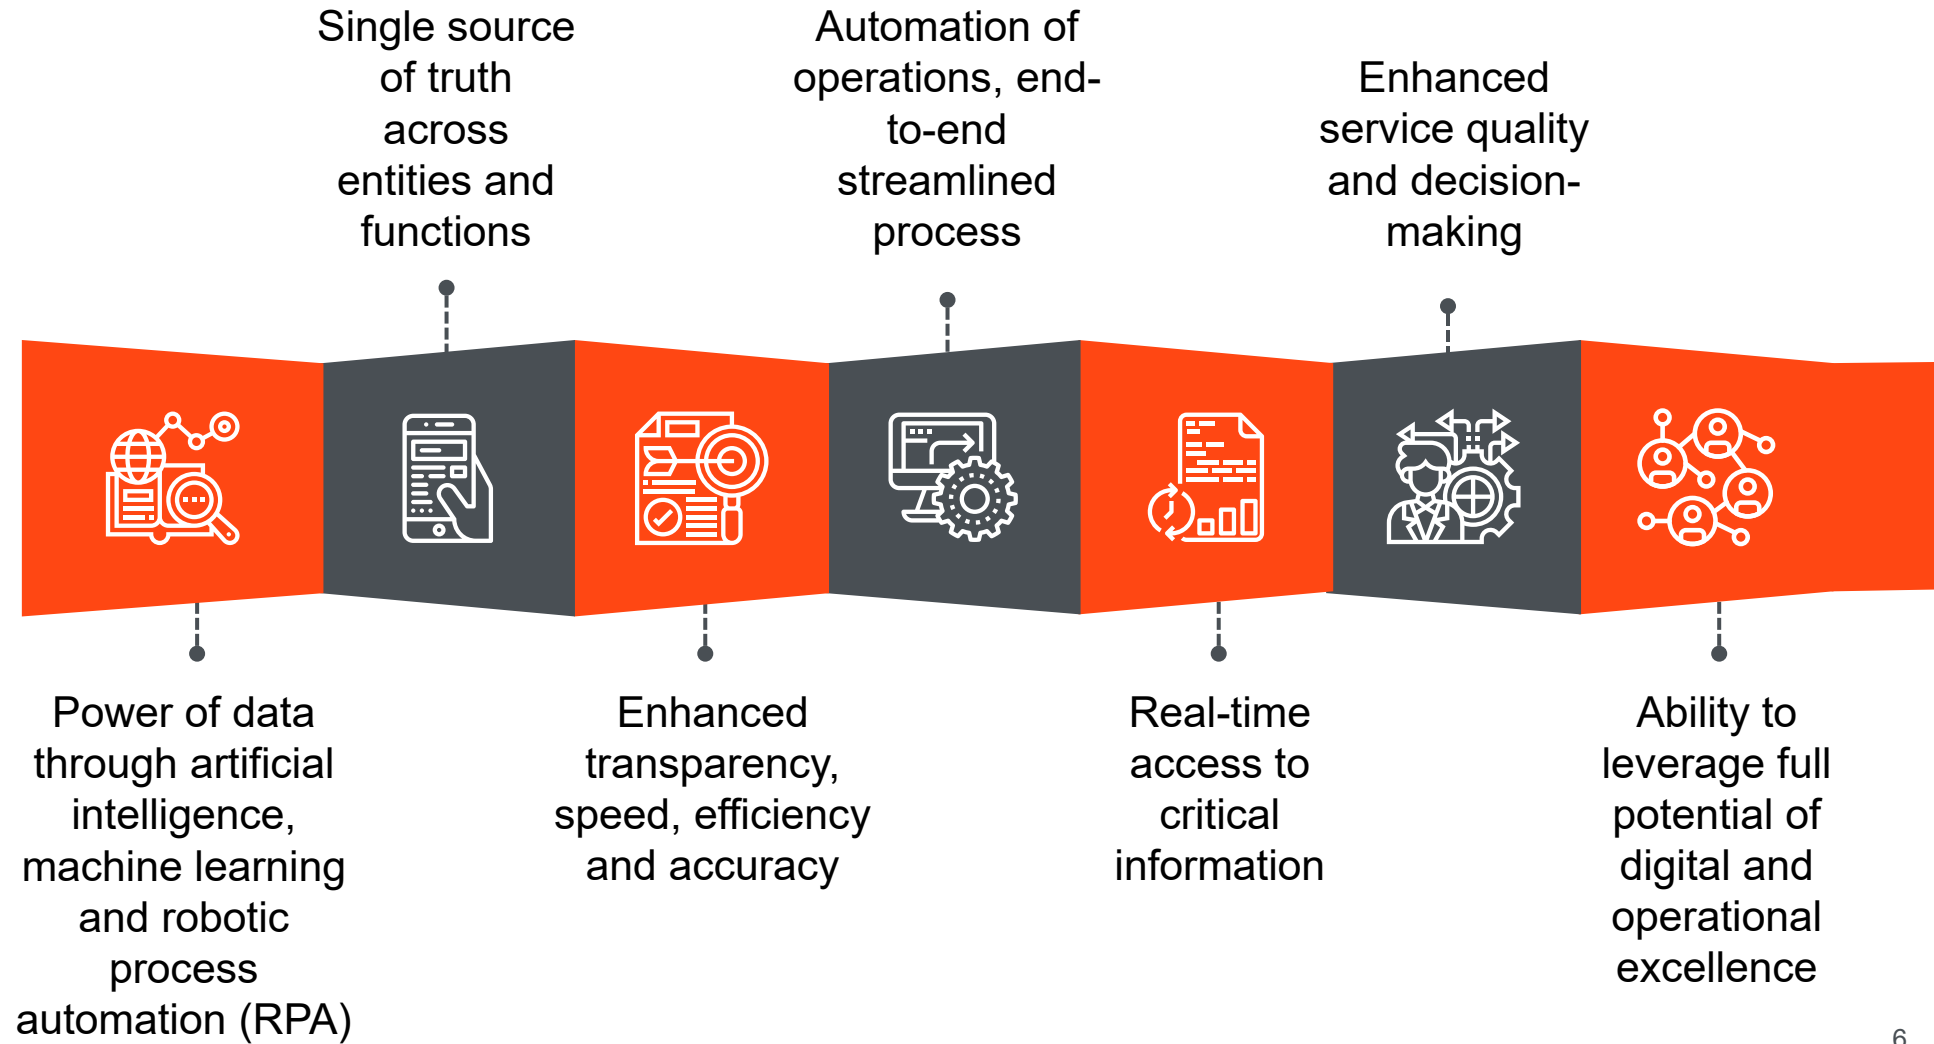 Single source
of truth
across
entities and
functions
Automation of
operations, end-
to-end
streamlined
process
Enhanced
service quality
and decision-
making
Power of data
through artificial
intelligence,
machine learning
and robotic
process
automation (RPA)
Enhanced
transparency,
speed, efficiency
and accuracy
Real-time
access to
critical
information
Ability to
leverage full
potential of
digital and
operational
excellence
6